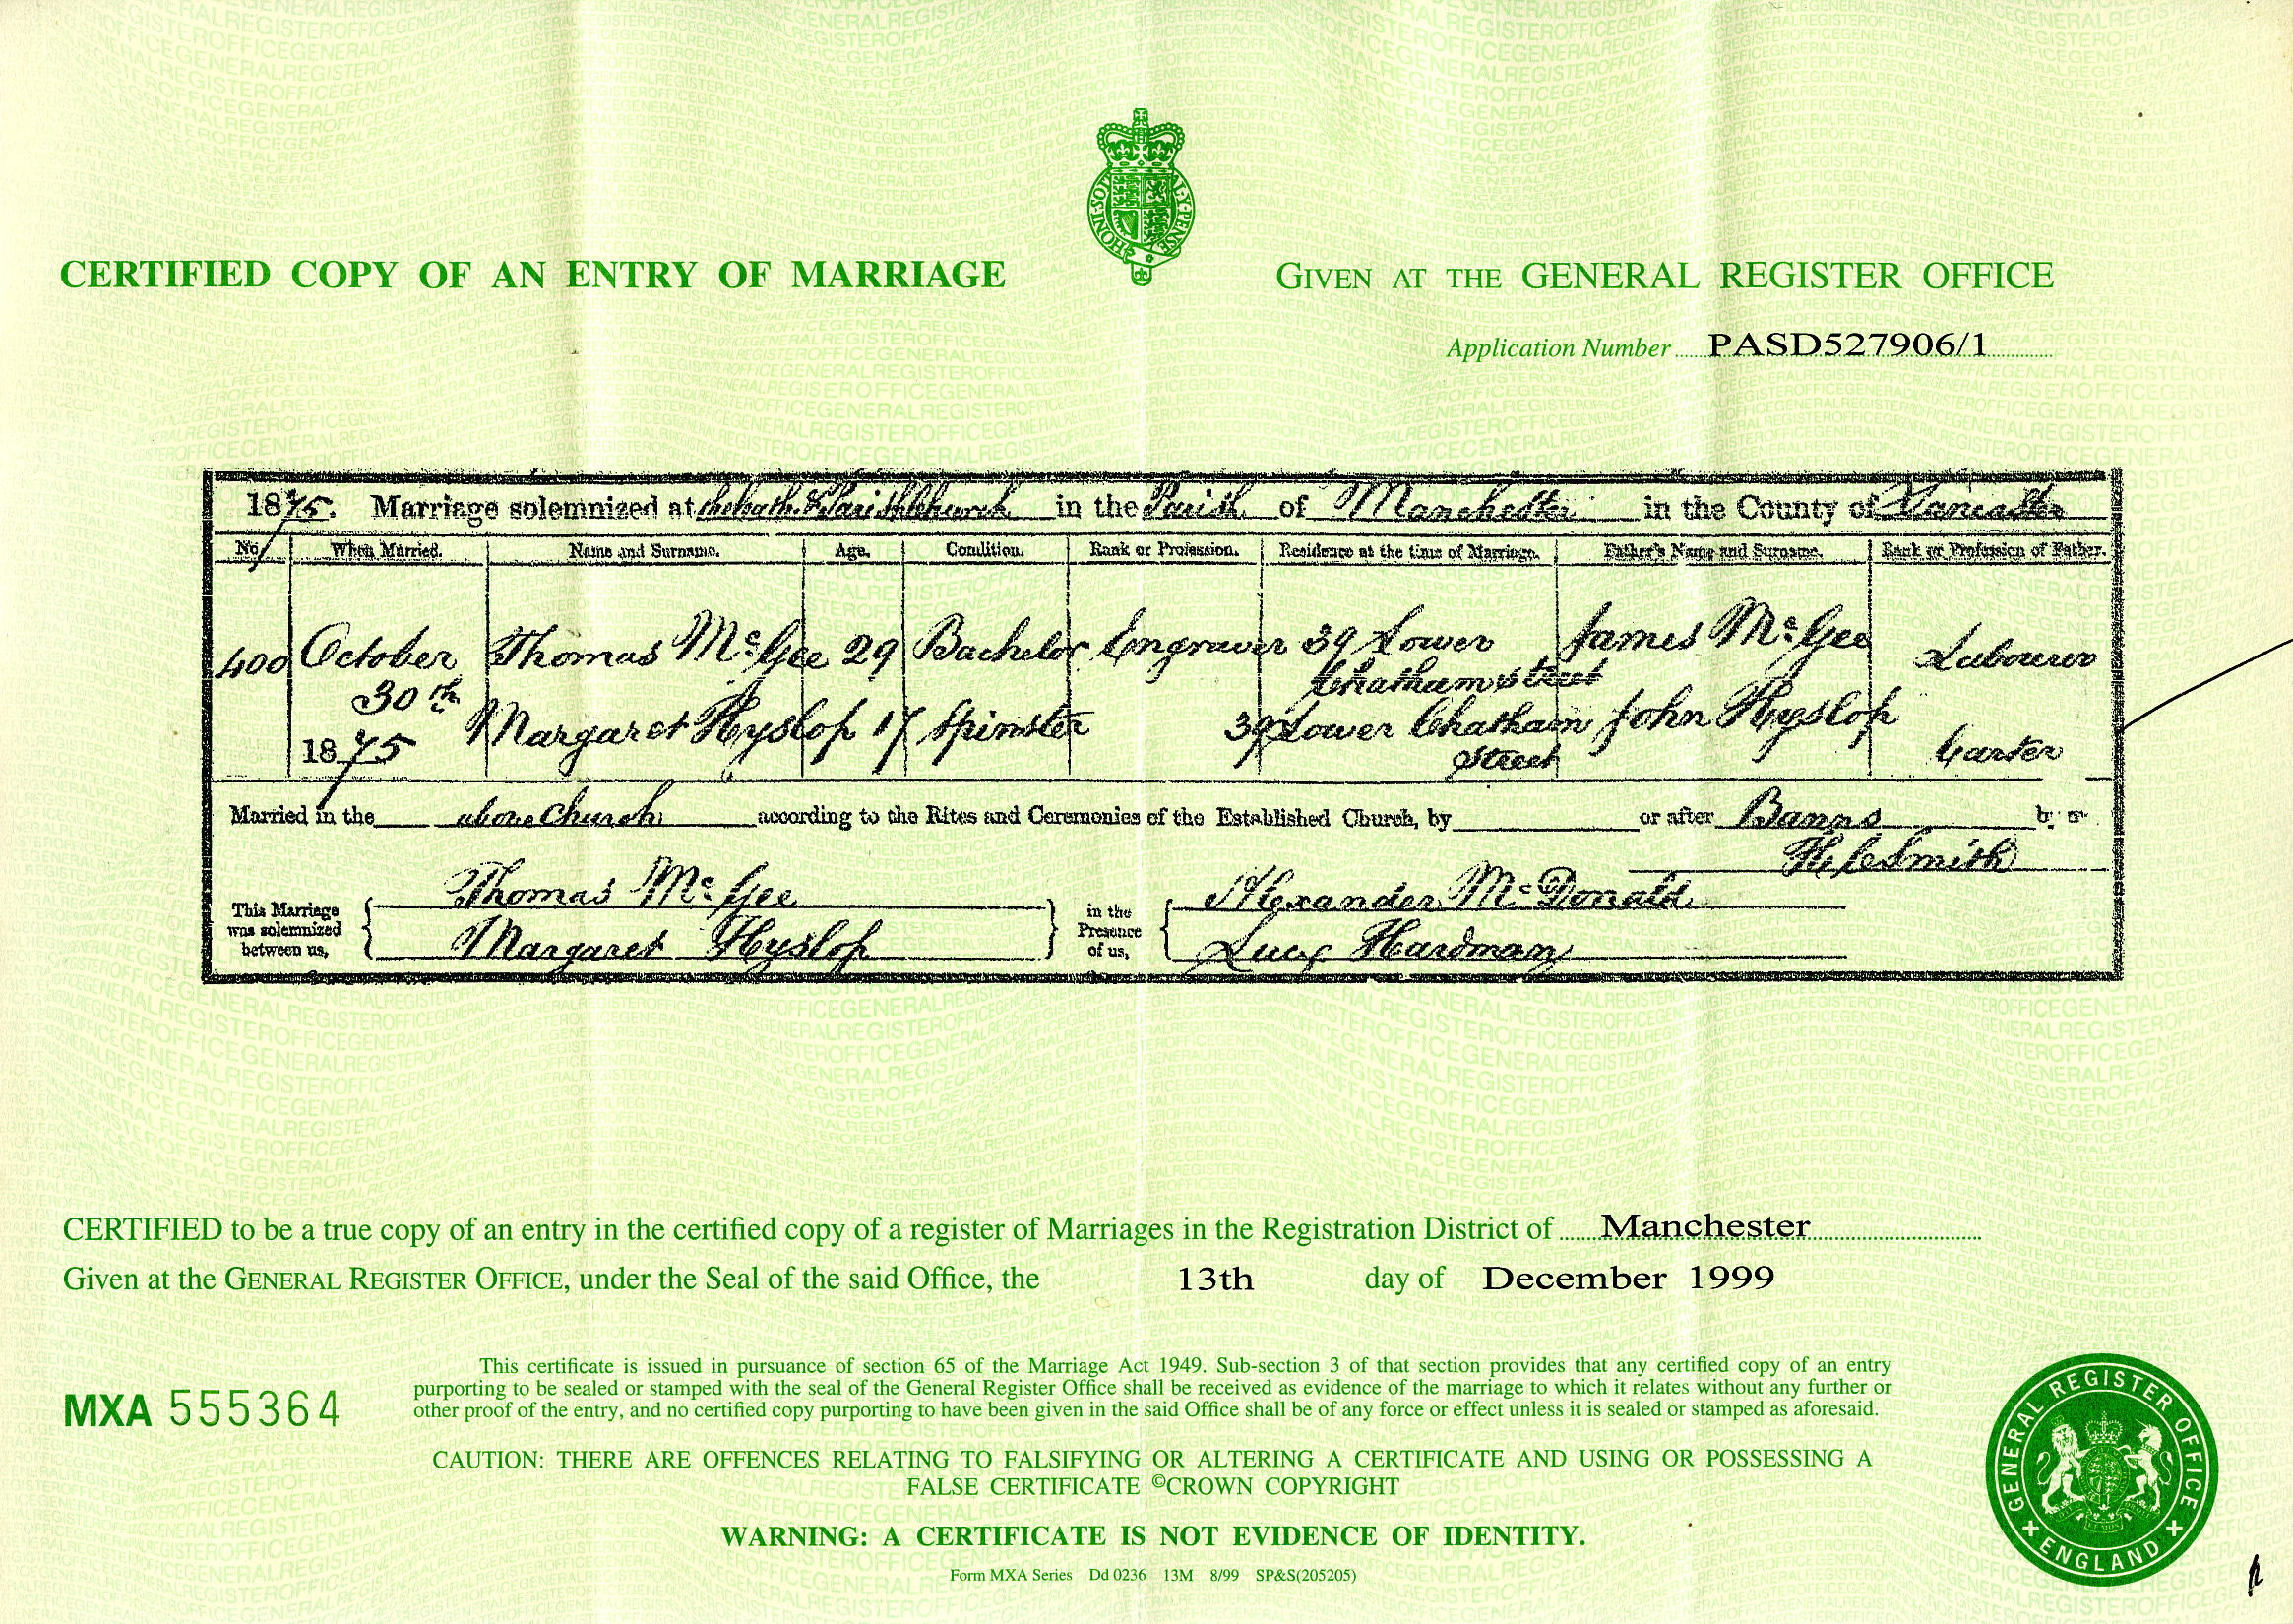 CERTIFIED COPY OF AN ENTRY OF MARRIAGE
GIVEN AT THE GENERAL REGISTER OFFICE
Application Number PASD527906/1
1875. Marriage solemnized at the Cath. & Parish Church in the Parish of Manchester in the County of Lancaster
No. When Married. Name and Surname. Age. Condition. Rank or Profession. Residence at the time of Marriage. Father's Name and Surname. Rank or Profession of Father.
400 October Thomas McGee 29 Bachelor Engraver 39 Lower James McGee Labourer
30th Chatham Street
Margaret Hyslop 17 Spinster 39 Lower Chatham John Hyslop
1875 Street Carter
Married in the above Church according to the Rites and Ceremonies of the Established Church, by or after Banns by
Smith
This Marriage was solemnized between us,
Thomas McGee
Margaret Hyslop
in the Presence of us,
Alexander McDonald
Lucy Hardman
CERTIFIED to be a true copy of an entry in the certified copy of a register of Marriages in the Registration District of Manchester
Given at the GENERAL REGISTER OFFICE, under the Seal of the said Office, the 13th day of December 1999
MXA 555364
This certificate is issued in pursuance of section 65 of the Marriage Act 1949. Sub-section 3 of that section provides that any certified copy of an entry
purporting to be sealed or stamped with the seal of the General Register Office shall be received as evidence of the marriage to which it relates without any further or
other proof of the entry, and no certified copy purporting to have been given in the said Office shall be of any force or effect unless it is sealed or stamped as aforesaid.
CAUTION: THERE ARE OFFENCES RELATING TO FALSIFYING OR ALTERING A CERTIFICATE AND USING OR POSSESSING A
FALSE CERTIFICATE ©CROWN COPYRIGHT
WARNING: A CERTIFICATE IS NOT EVIDENCE OF IDENTITY.
Form MXA Series Dd 0236 13M 8/99 SP&S(205205)
GENERAL REGISTER OFFICE
ENGLAND